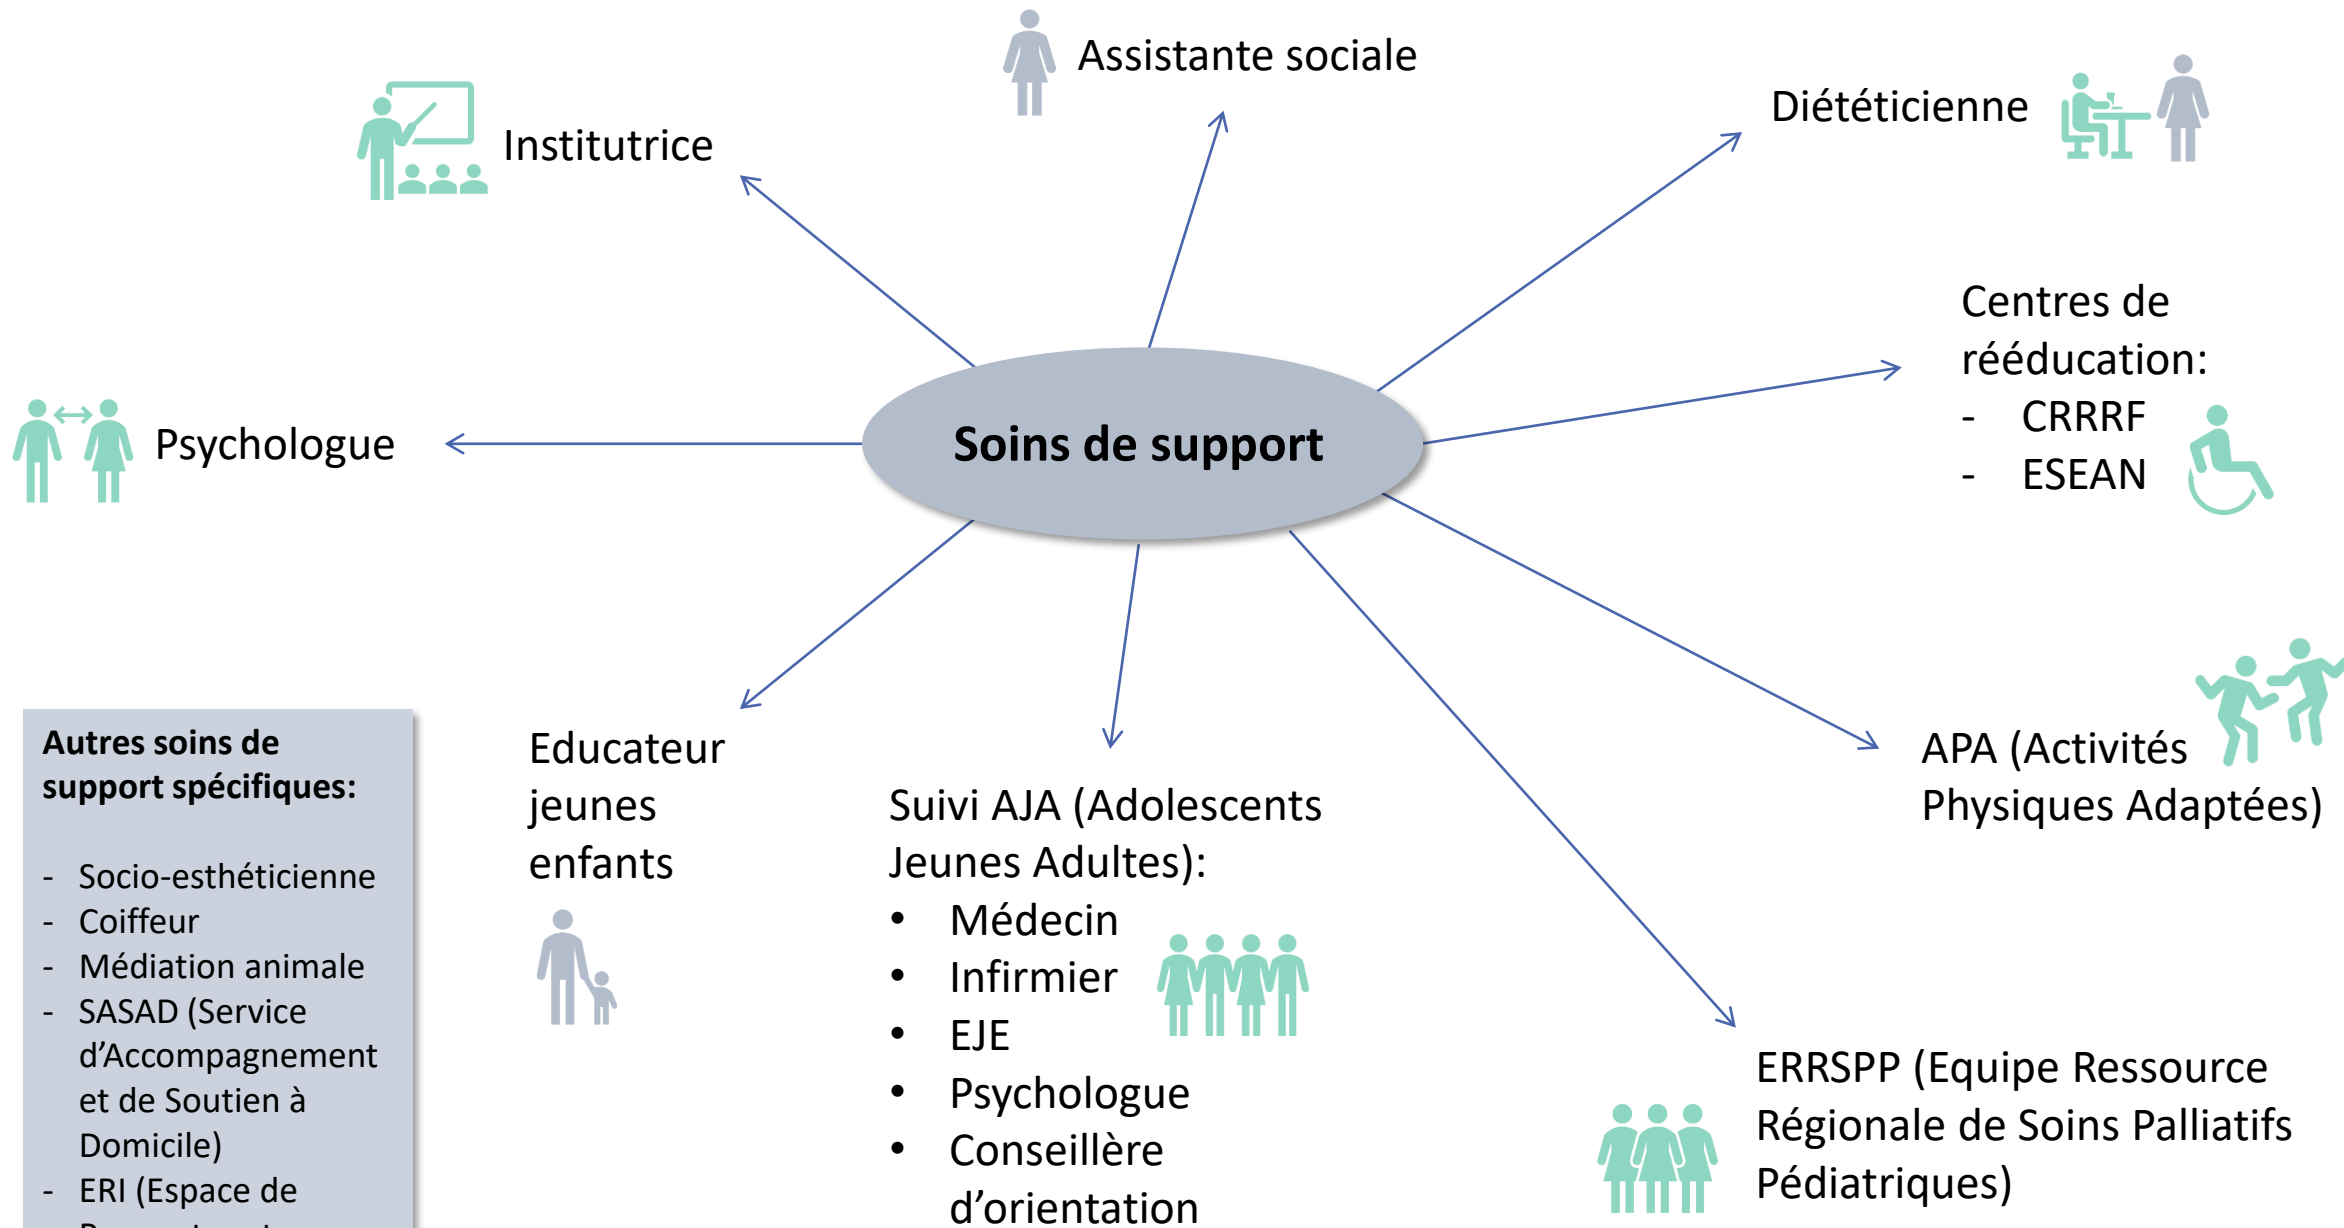 Assistante sociale
Institutrice
Diététicienne
Psychologue
Soins de support
Centres de
rééducation:
- CRRRF
- ESEAN
APA (Activités
Physiques Adaptées)
ERRSPP (Equipe Ressource
Régionale de Soins Palliatifs
Pédiatriques)
Suivi AJA (Adolescents
Jeunes Adultes):
• Médecin
• Infirmier
• EJE
• Psychologue
• Conseillère
d’orientation
Educateur
jeunes
enfants
Autres soins de
support spécifiques:
- Socio-esthéticienne
- Coiffeur
- Médiation animale
- SASAD (Service
d’Accompagnement
et de Soutien à
Domicile)
- ERI (Espace de